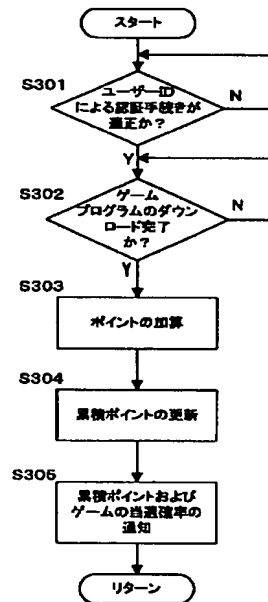 スタート
S301
ユーザーID
による認証手続きが
適正か？
N
Y
S302
ゲーム
プログラムのダウン
ロード完了
か？
N
Y
S303
ポイントの加算
S304
累積ポイントの更新
S305
累積ポイントおよび
ゲームの当選確率の
通知
リターン